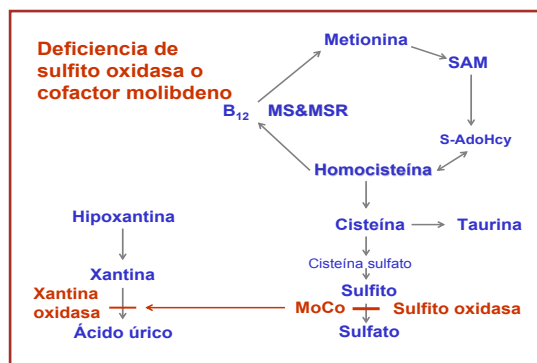 Deficiencia de
sulfito oxidasa o
cofactor molibdeno
Metionina
SAM
B12 MS&MSR
S-AdoHcy
Homocisteína
Hipoxantina
Cisteína
Taurina
Cisteína sulfato
Xantina
Sulfito
Xantina
oxidasa
MoCo
Sulfito oxidasa
Ácido úrico
Sulfato